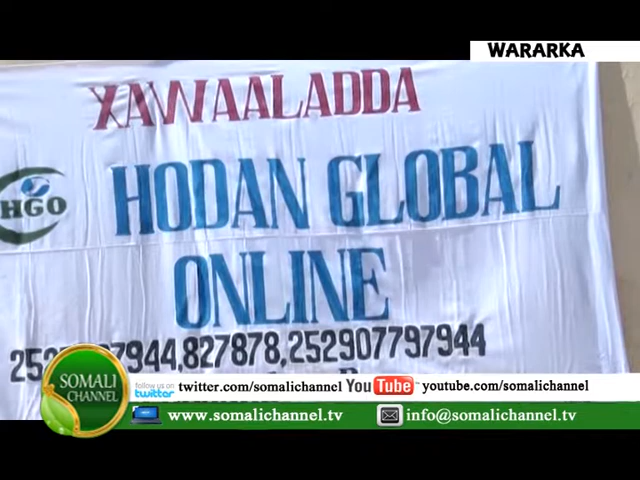 WARARKA
XAWAALADDA
HGO
HODAN GLOBAL
ONLINE
7944,827878,252907797944
SOMALI
CHANNEL
follow us on
twitter
twitter.com/somalichannel YouTube youtube.com/somalichannel
www.somalichannel.tv info@somalichannel.tv